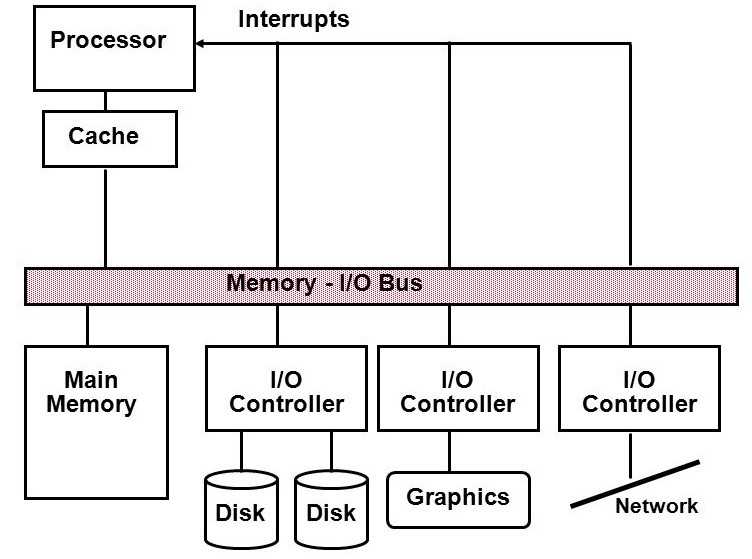 Interrupts
Processor
Cache
Memory - I/O Bus
Main
Memory
I/O
Controller
I/O
Controller
I/O
Controller
Disk
Disk
Graphics
Network